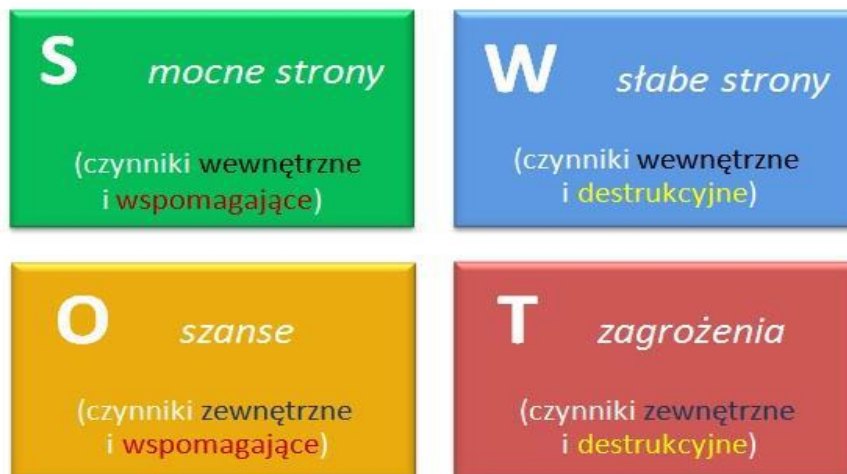 S mocne strony
(czynniki wewnętrzne
i wspomagające)
W słabe strony
(czynniki wewnętrzne
i destrukcyjne)
O szanse
(czynniki zewnętrzne
i wspomagające)
T zagrożenia
(czynniki zewnętrzne
i destrukcyjne)